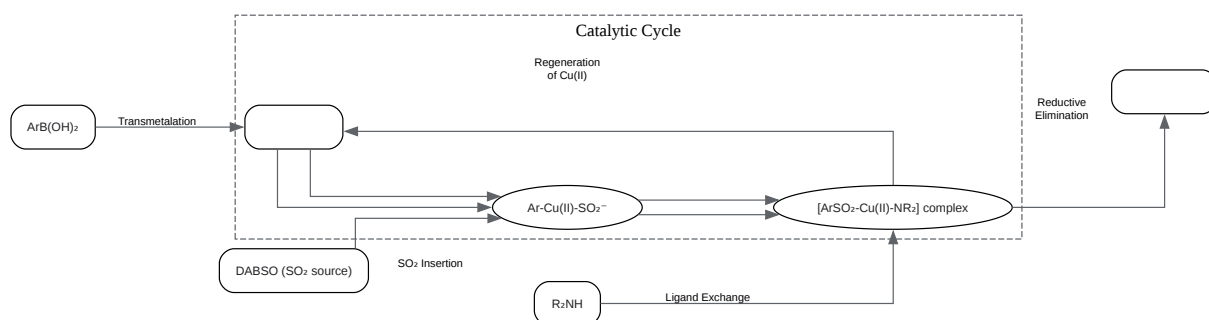 Catalytic Cycle
Regeneration
of Cu(II)
ArB(OH)₂
Transmetalation
Reductive
Elimination
Ar-Cu(II)-SO₂⁻
[ArSO₂-Cu(II)-NR₂] complex
DABSO (SO₂ source)
SO₂ Insertion
R₂NH
Ligand Exchange